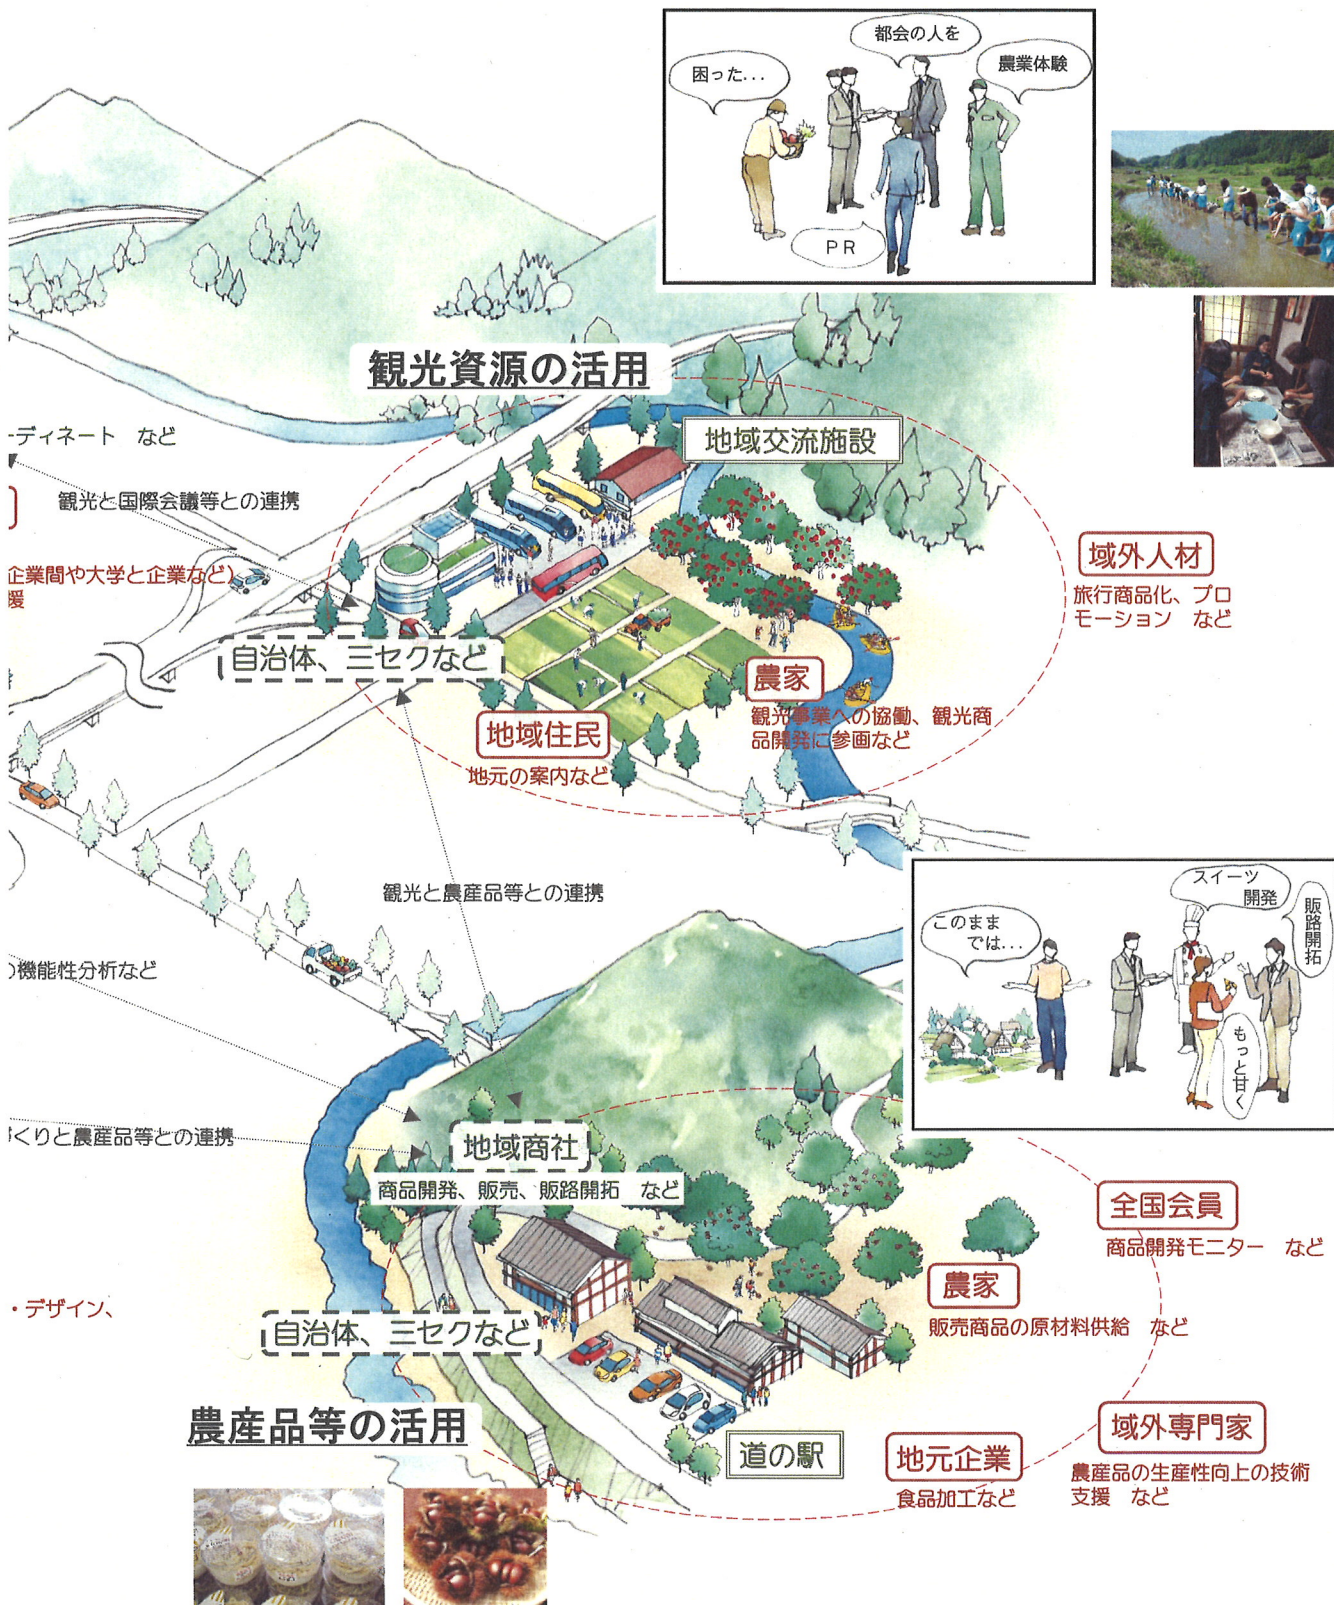 困った...
都会の人を
農業体験
PR
観光資源の活用
地域交流施設
ーディネート など
観光と国際会議等との連携
企業間や大学と企業など)
援
域外人材
旅行商品化、プロ
モーション など
自治体、三セクなど
農家
観光事業への協働、観光商
品開発に参画など
地域住民
地元の案内など
観光と農産品等との連携
スイーツ
開発
販路開拓
このまま
では...
もっと甘く
の機能性分析など
づくりと農産品等との連携
地域商社
商品開発、販売、販路開拓 など
全国会員
商品開発モニター など
農家
販売商品の原材料供給 など
・デザイン、
自治体、三セクなど
農産品等の活用
道の駅
地元企業
食品加工など
域外専門家
農産品の生産性向上の技術
支援 など